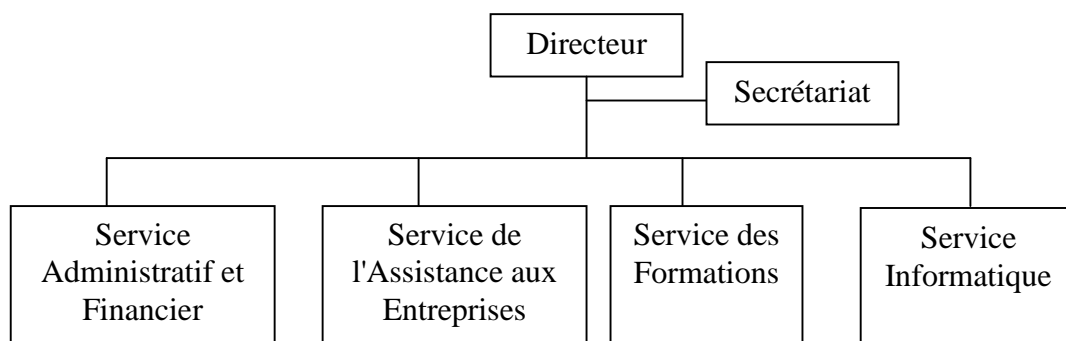 Directeur
Secrétariat
Service
Administratif et
Financier
Service de
l'Assistance aux
Entreprises
Service des
Formations
Service
Informatique